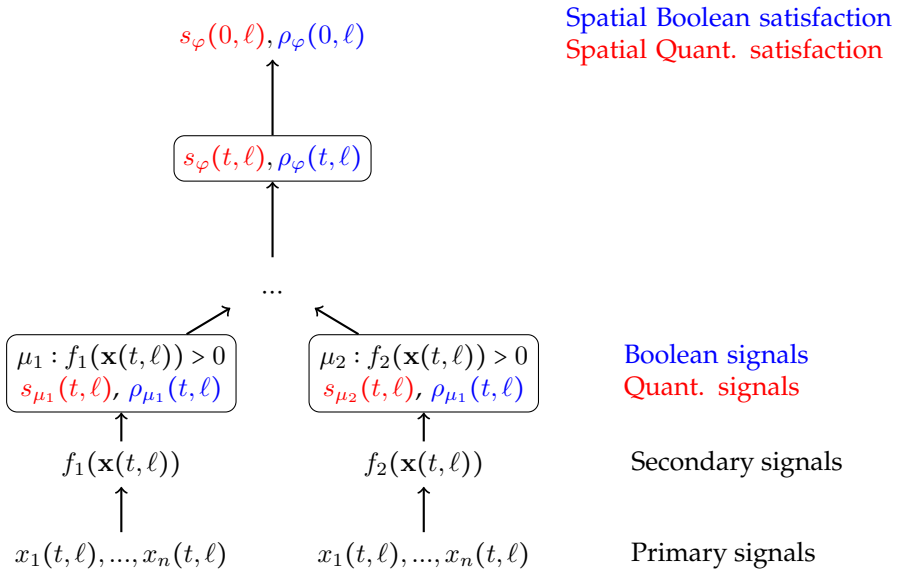 s_φ(0, ℓ), ρ_φ(0, ℓ)
Spatial Boolean satisfaction
Spatial Quant. satisfaction
s_φ(t, ℓ), ρ_φ(t, ℓ)
...
μ₁ : f₁(𝐱(t, ℓ)) > 0
s_μ₁(t, ℓ), ρ_μ₁(t, ℓ)
μ₂ : f₂(𝐱(t, ℓ)) > 0
s_μ₂(t, ℓ), ρ_μ₁(t, ℓ)
Boolean signals
Quant. signals
f₁(𝐱(t, ℓ))
f₂(𝐱(t, ℓ))
Secondary signals
x₁(t, ℓ), ..., xₙ(t, ℓ)
x₁(t, ℓ), ..., xₙ(t, ℓ)
Primary signals